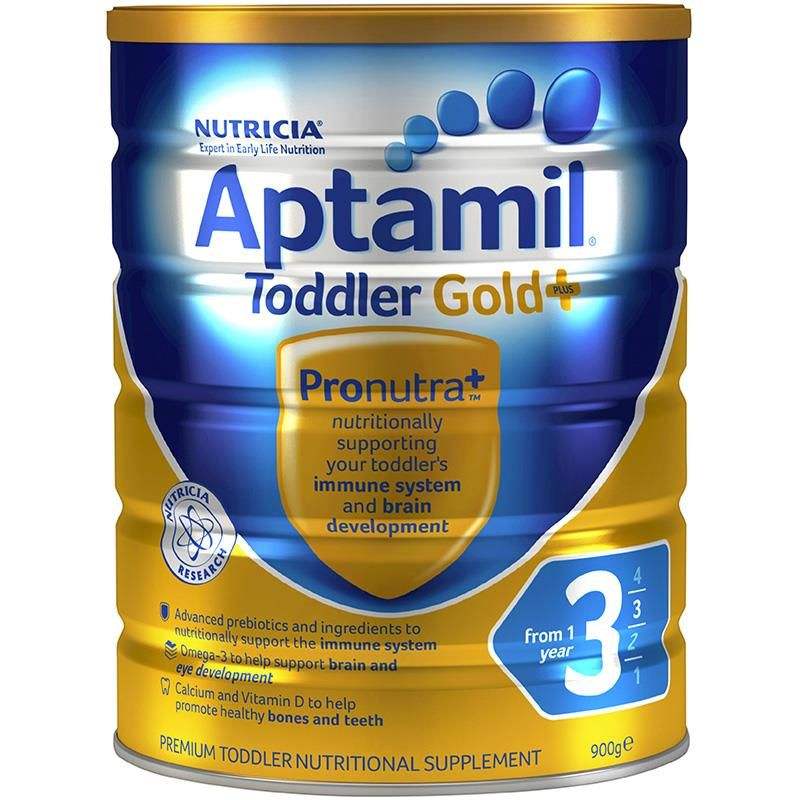 NUTRICIA®
Expert in Early Life Nutrition
Aptamil®
Toddler Gold+ PLUS
Pronutra+™
nutritionally
supporting
your toddler's
immune system
and brain
development
NUTRICIA
RESEARCH
Advanced prebiotics and ingredients to
nutritionally support the immune system
Omega-3 to help support brain and
eye development
Calcium and Vitamin D to help
promote healthy bones and teeth
from 1
year
3
4
3
2
1
PREMIUM TODDLER NUTRITIONAL SUPPLEMENT
900g℮